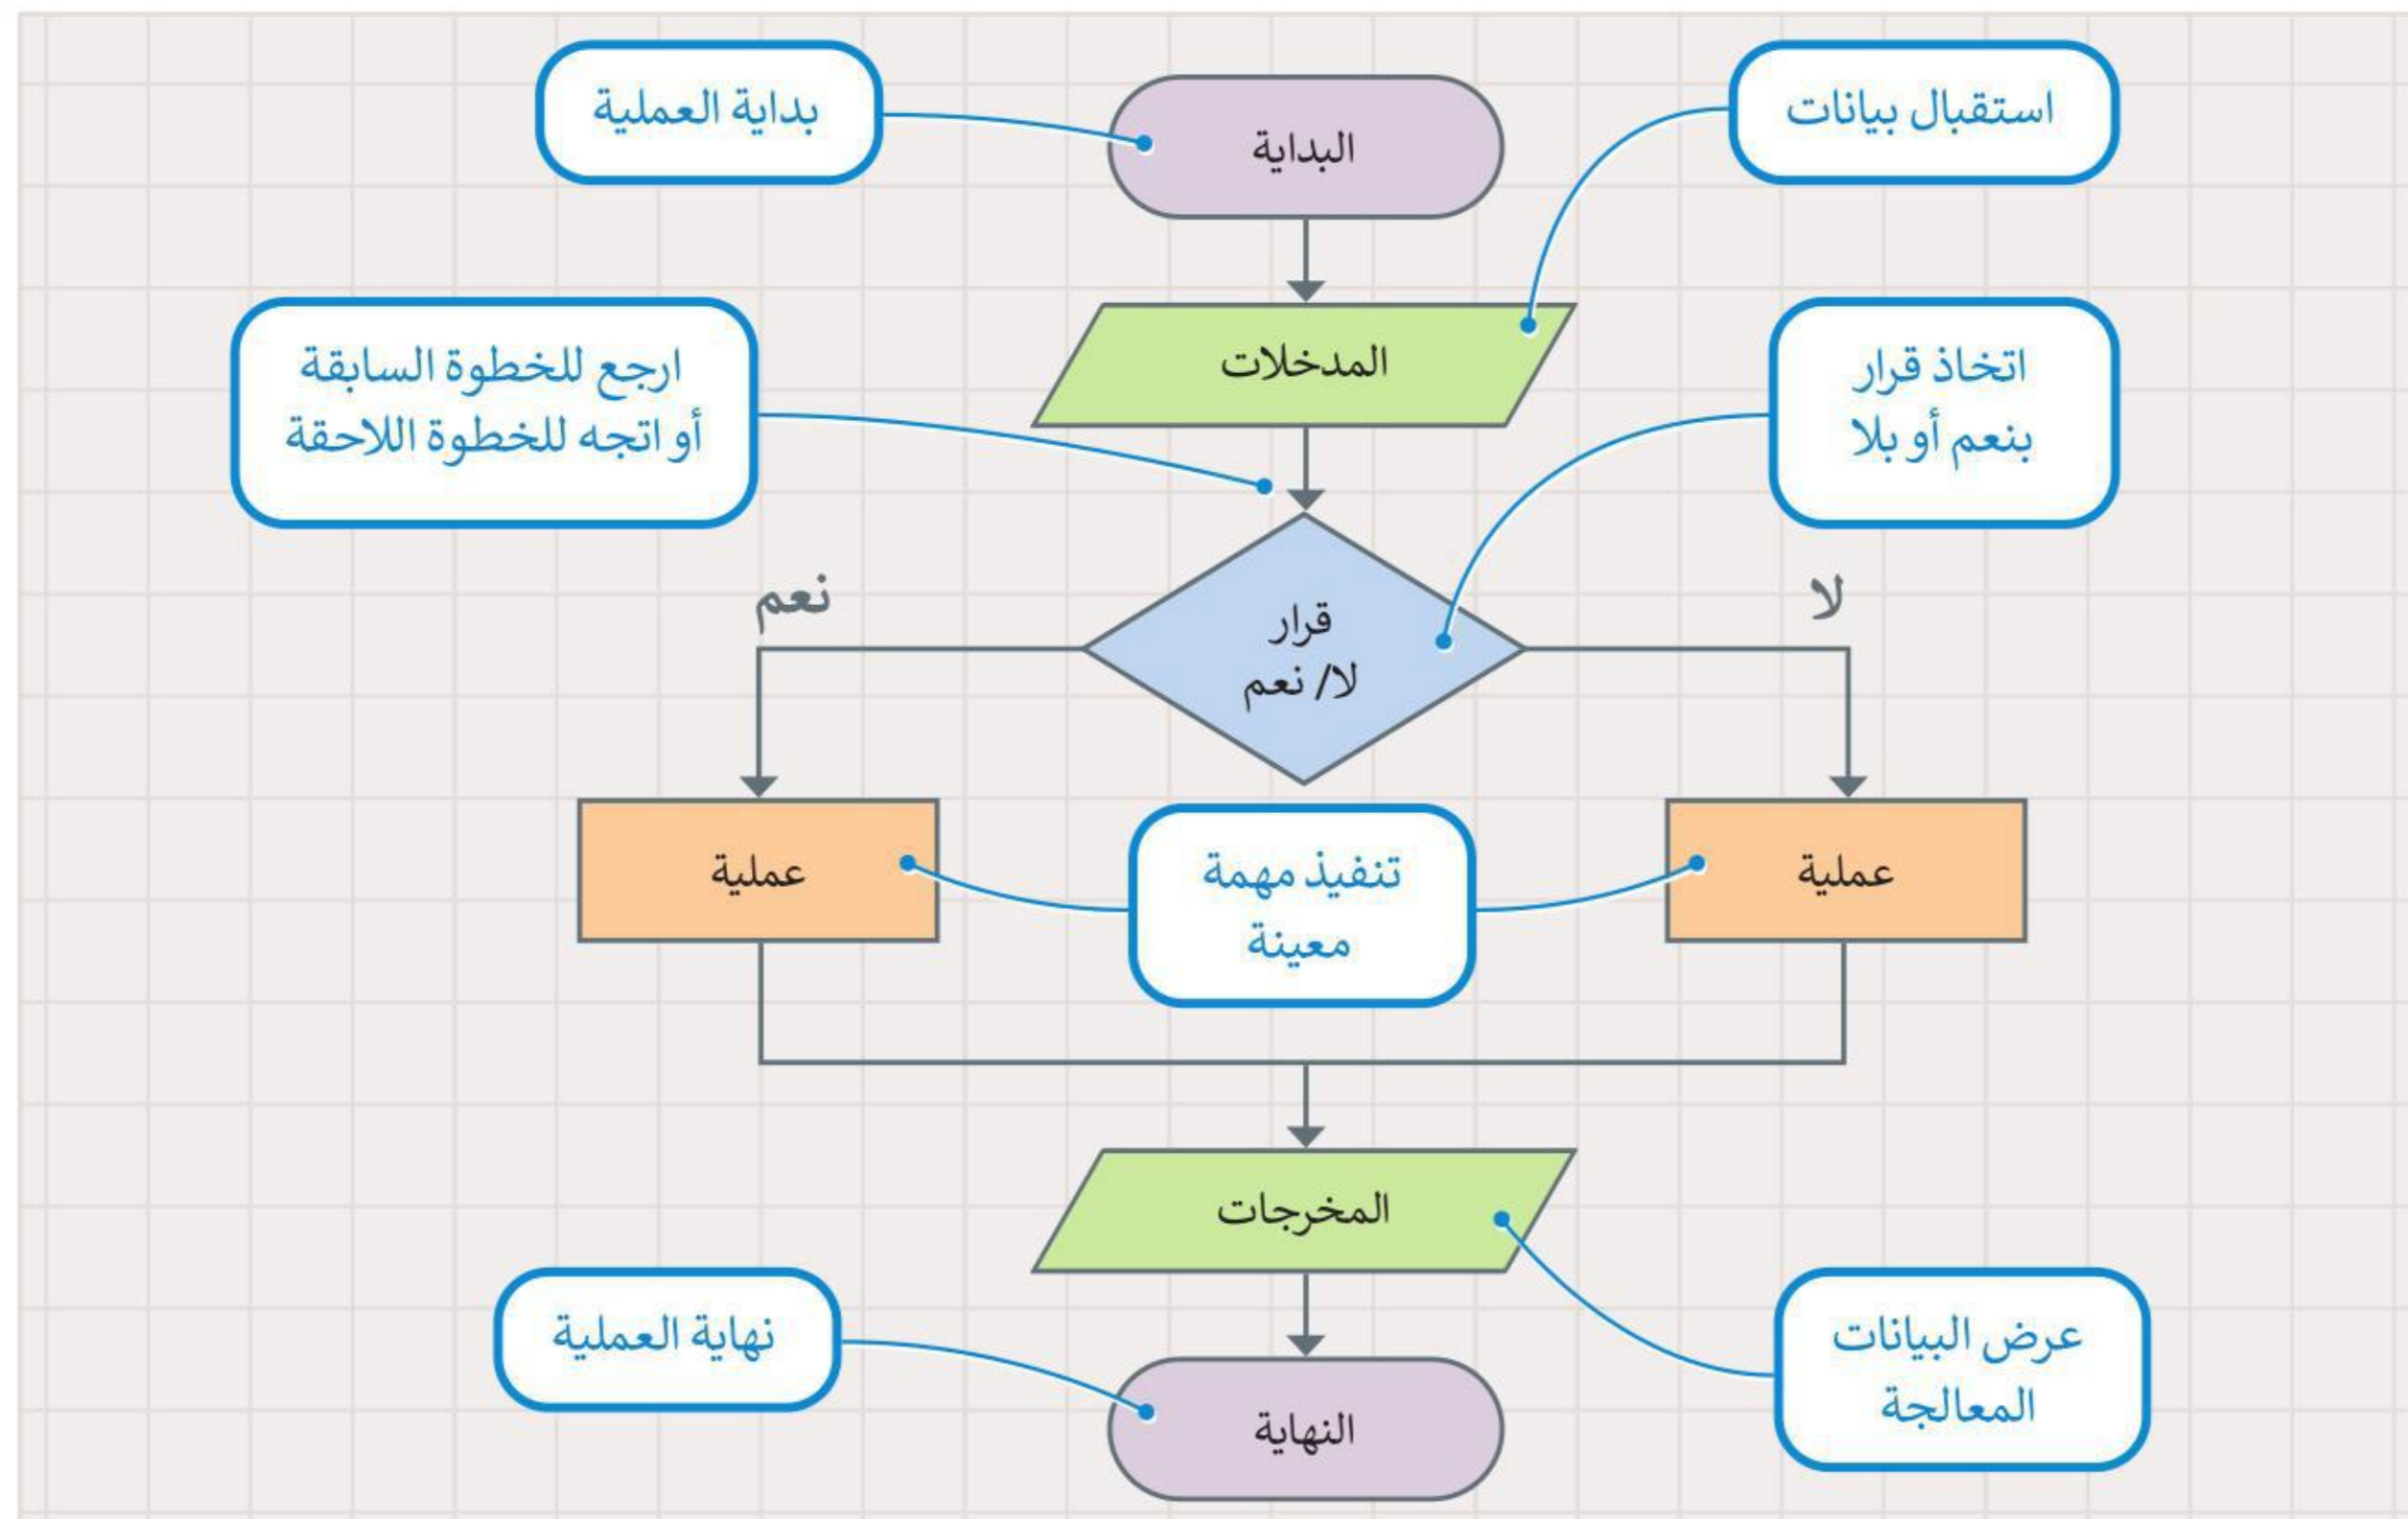 استقبال بيانات
البداية
بداية العملية
المدخلات
اتخاذ قرار
بنعم أو بلا
ارجع للخطوة السابقة
أو اتجه للخطوة اللاحقة
لا
قرار
لا/ نعم
نعم
عملية
تنفيذ مهمة
معينة
عملية
المخرجات
عرض البيانات
المعالجة
نهاية العملية
النهاية